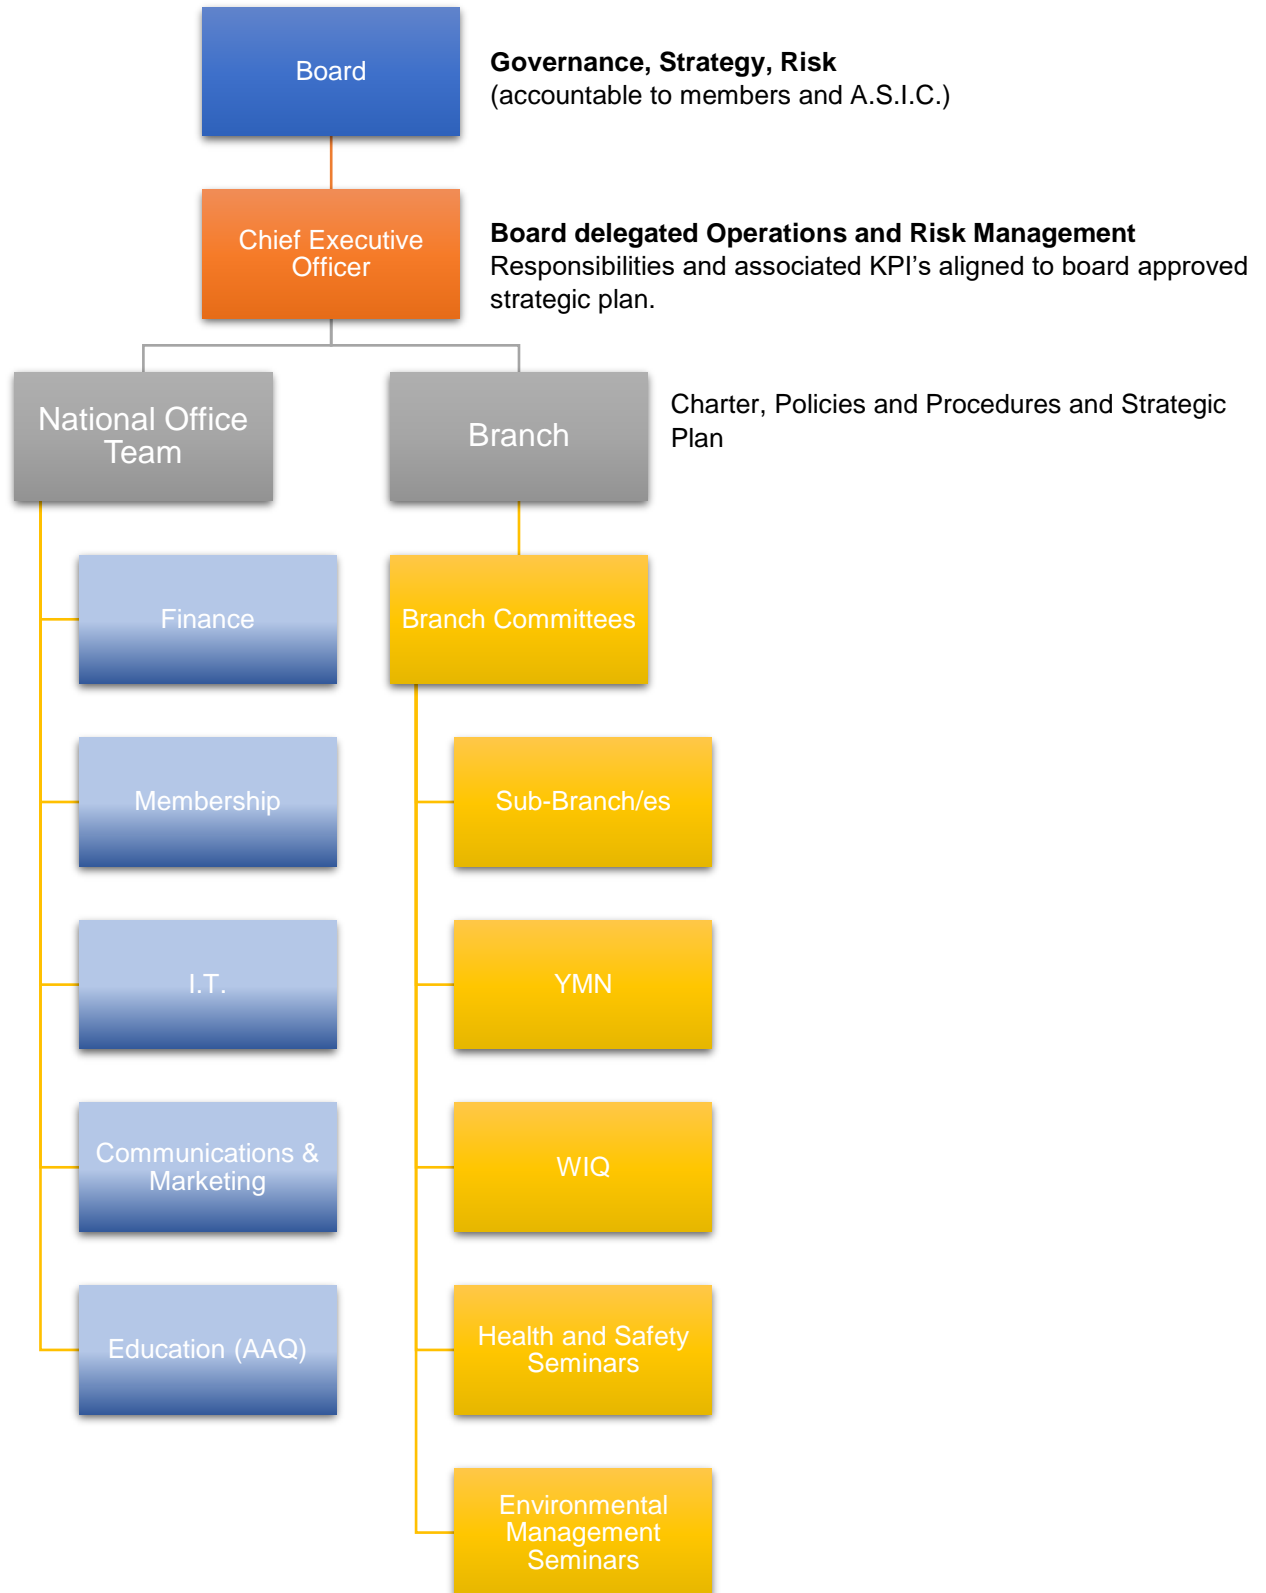 Board
Governance, Strategy, Risk
(accountable to members and A.S.I.C.)
Chief Executive
Officer
Board delegated Operations and Risk Management
Responsibilities and associated KPI’s aligned to board approved
strategic plan.
National Office
Team
Branch
Charter, Policies and Procedures and Strategic
Plan
Finance
Branch Committees
Membership
Sub-Branch/es
I.T.
YMN
Communications &
Marketing
WIQ
Education (AAQ)
Health and Safety
Seminars
Environmental
Management
Seminars